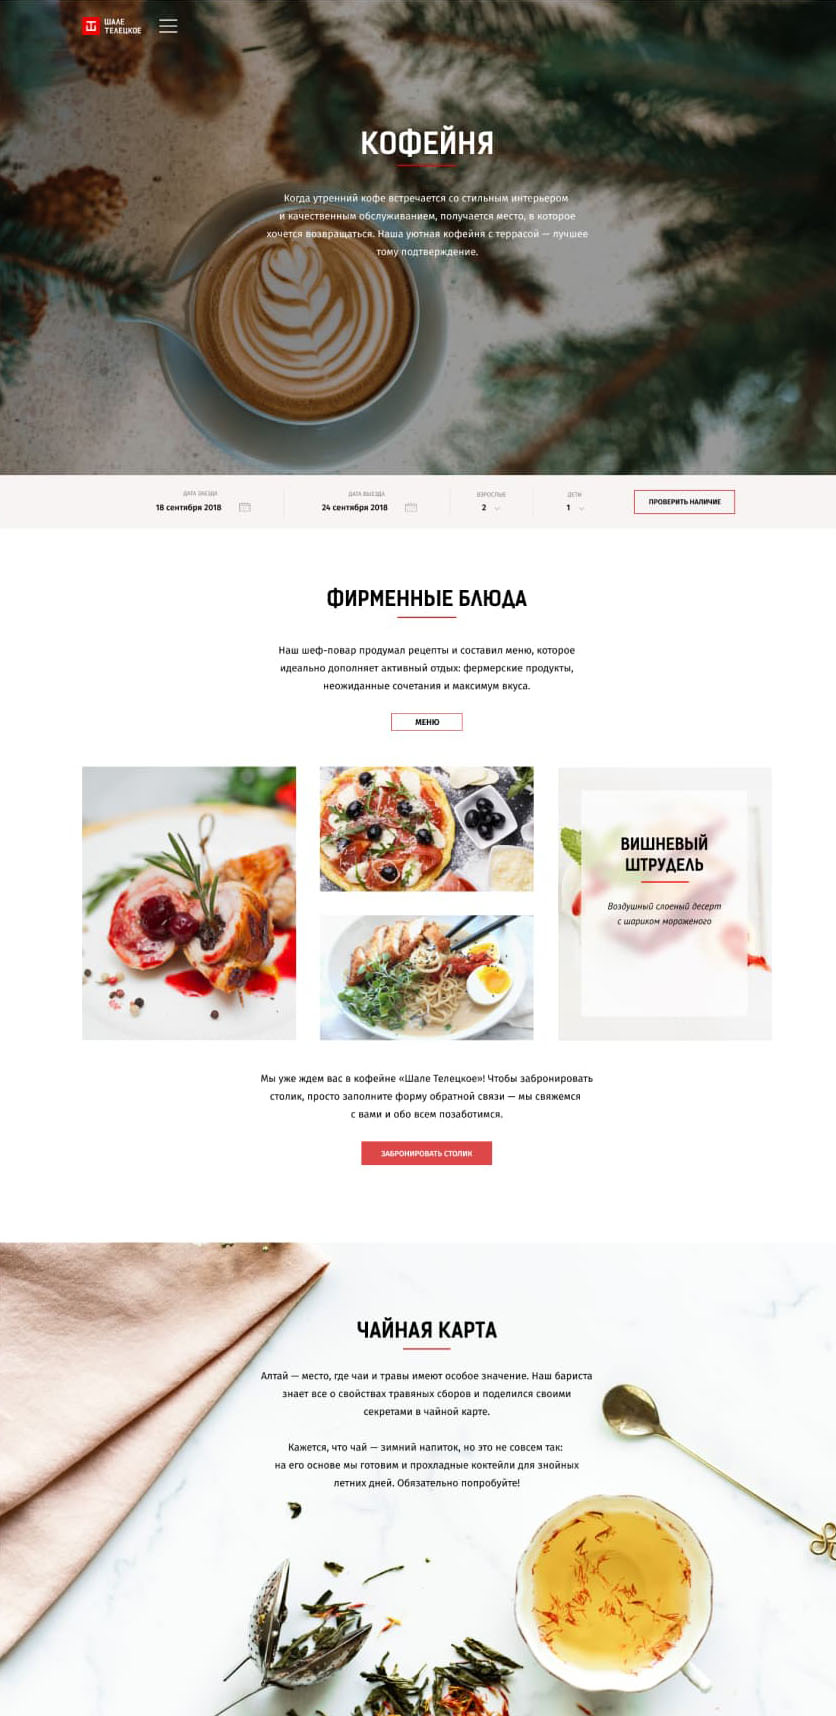 ШАЛЕ
ТЕЛЕЦКОЕ
КОФЕЙНЯ
Когда утренний кофе встречается со стильным интерьером
и качественным обслуживанием, получается место, в которое
хочется возвращаться. Наша уютная кофейня с террасой — лучшее
тому подтверждение.
ДАТА ЗАЕЗДА
18 сентября 2018
ДАТА ВЫЕЗДА
24 сентября 2018
ВЗРОСЛЫЕ
2
ДЕТИ
1
ПРОВЕРИТЬ НАЛИЧИЕ
ФИРМЕННЫЕ БЛЮДА
Наш шеф-повар продумал рецепты и составил меню, которое
идеально дополняет активный отдых: фермерские продукты,
неожиданные сочетания и максимум вкуса.
МЕНЮ
ВИШНЕВЫЙ
ШТРУДЕЛЬ
Воздушный слоеный десерт
с шариком мороженого
Мы уже ждем вас в кофейне «Шале Телецкое»! Чтобы забронировать
столик, просто заполните форму обратной связи — мы свяжемся
с вами и обо всем позаботимся.
ЗАБРОНИРОВАТЬ СТОЛИК
ЧАЙНАЯ КАРТА
Алтай — место, где чаи и травы имеют особое значение. Наш бариста
знает все о свойствах травяных сборов и поделился своими
секретами в чайной карте.
Кажется, что чай — зимний напиток, но это не совсем так:
на его основе мы готовим и прохладные коктейли для знойных
летних дней. Обязательно попробуйте!